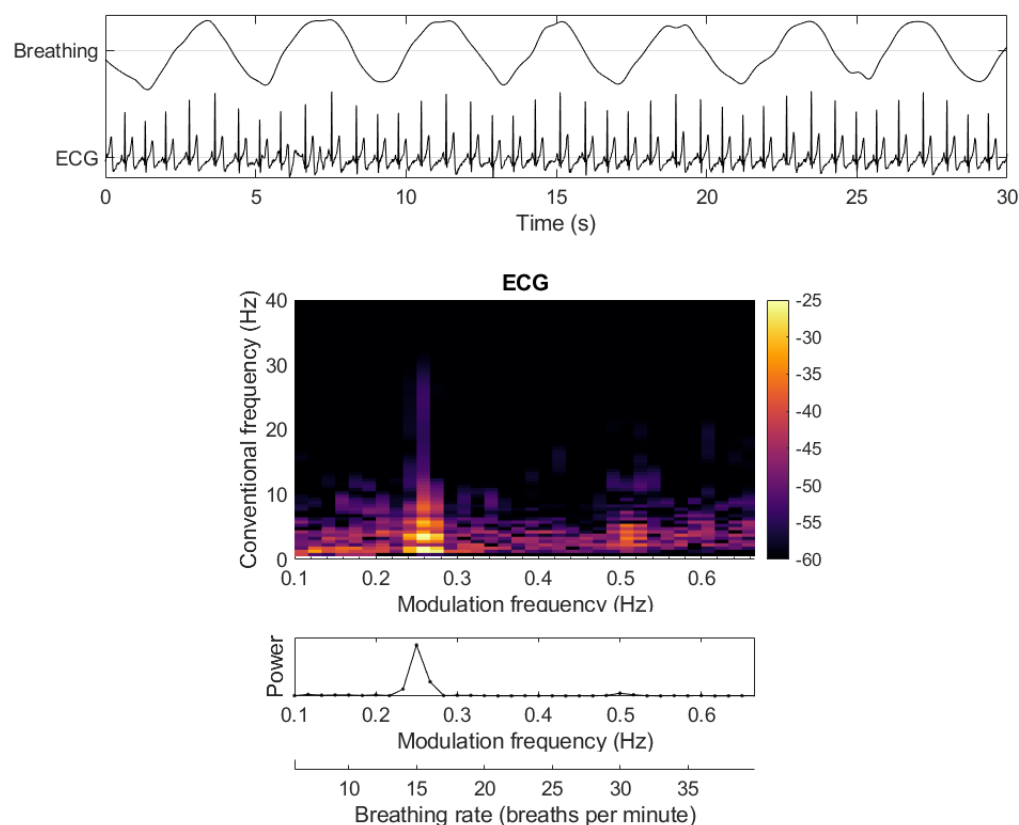 Breathing
ECG
0 5 10 15 20 25 30
Time (s)
ECG
Conventional frequency (Hz)
40
30
20
10
0
0.1 0.2 0.3 0.4 0.5 0.6
Modulation frequency (Hz)
-25
-30
-35
-40
-45
-50
-55
-60
Power
0.1 0.2 0.3 0.4 0.5 0.6
Modulation frequency (Hz)
10 15 20 25 30 35
Breathing rate (breaths per minute)